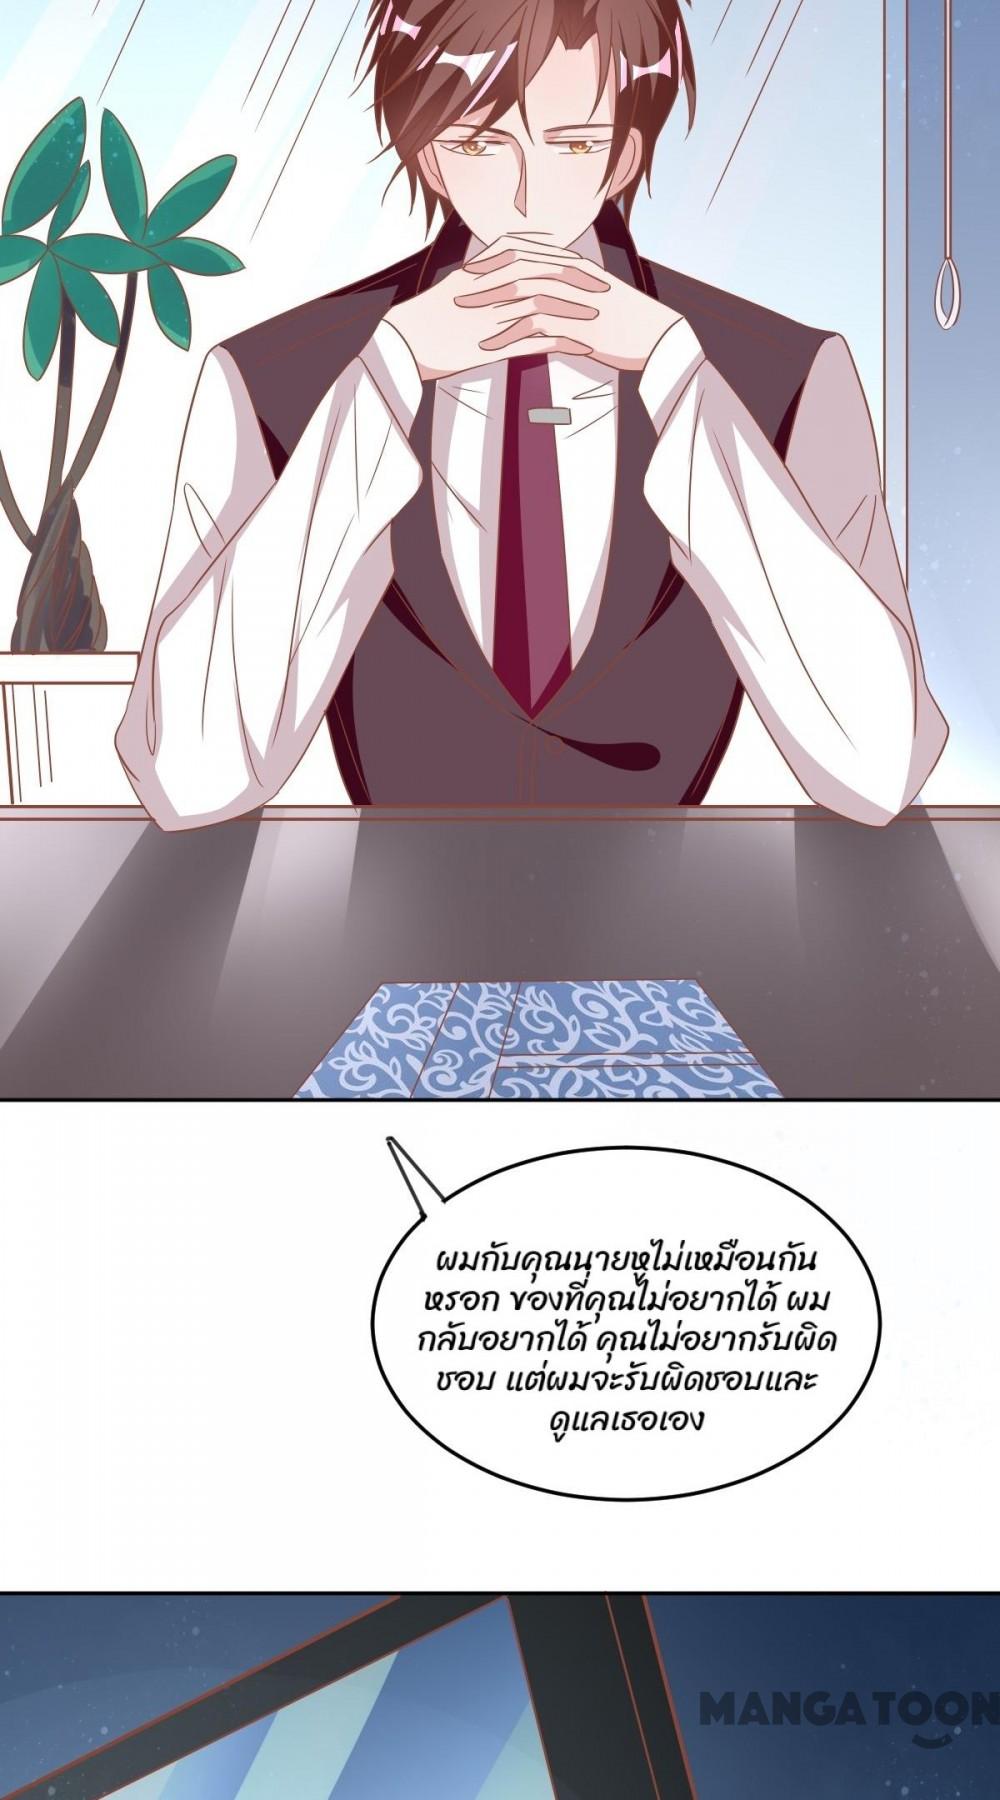 ผมกับคุณนายหูไม่เหมือนกัน
หรอก ของที่คุณไม่อยากได้ ผม
กลับอยากได้ คุณไม่อยากรับผิด
ชอบ แต่ผมจะรับผิดชอบและ
ดูแลเธอเอง
MANGATOON